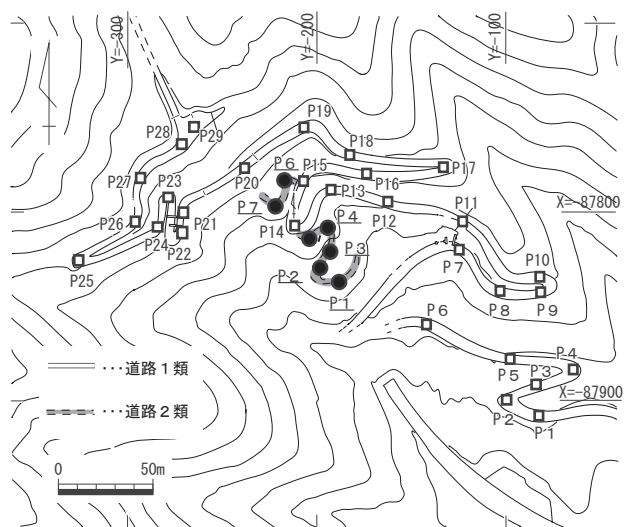 Y=-300
Y=-200
Y=-100
P19
P28
P29
P18
P17
P6
P15
P16
P20
P27
P23
P13
P7
P12
P11
X=-87800
P26
P24
P21
P22
P14
P4
P3
P7
P10
P25
P2
P1
P8
P9
P6
道路1類
P5
P4
P3
X=-87900
道路2類
P2
P1
0
50m